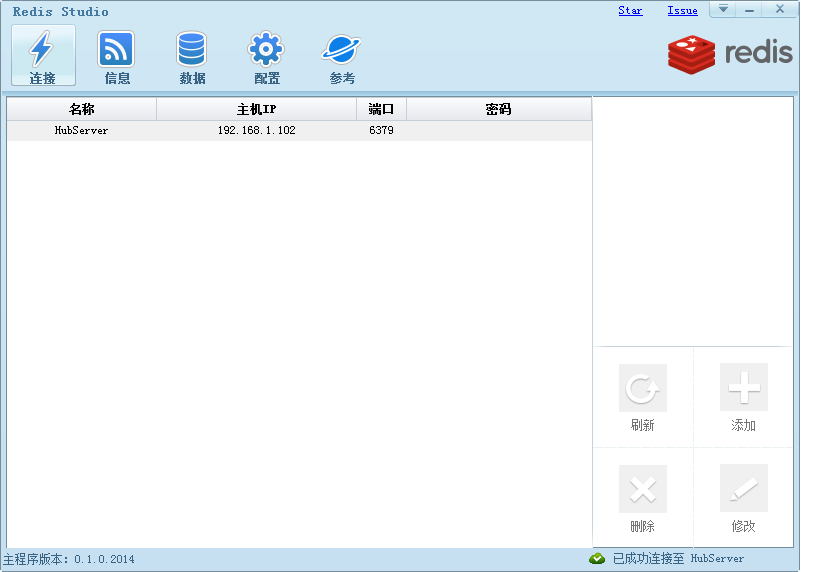 Redis Studio
Star Issue
连接 信息 数据 配置 参考
redis
名称 主机IP 端口 密码
HubServer 192.168.1.102 6379
刷新 添加
删除 修改
主程序版本: 0.1.0.2014 已成功连接至 HubServer